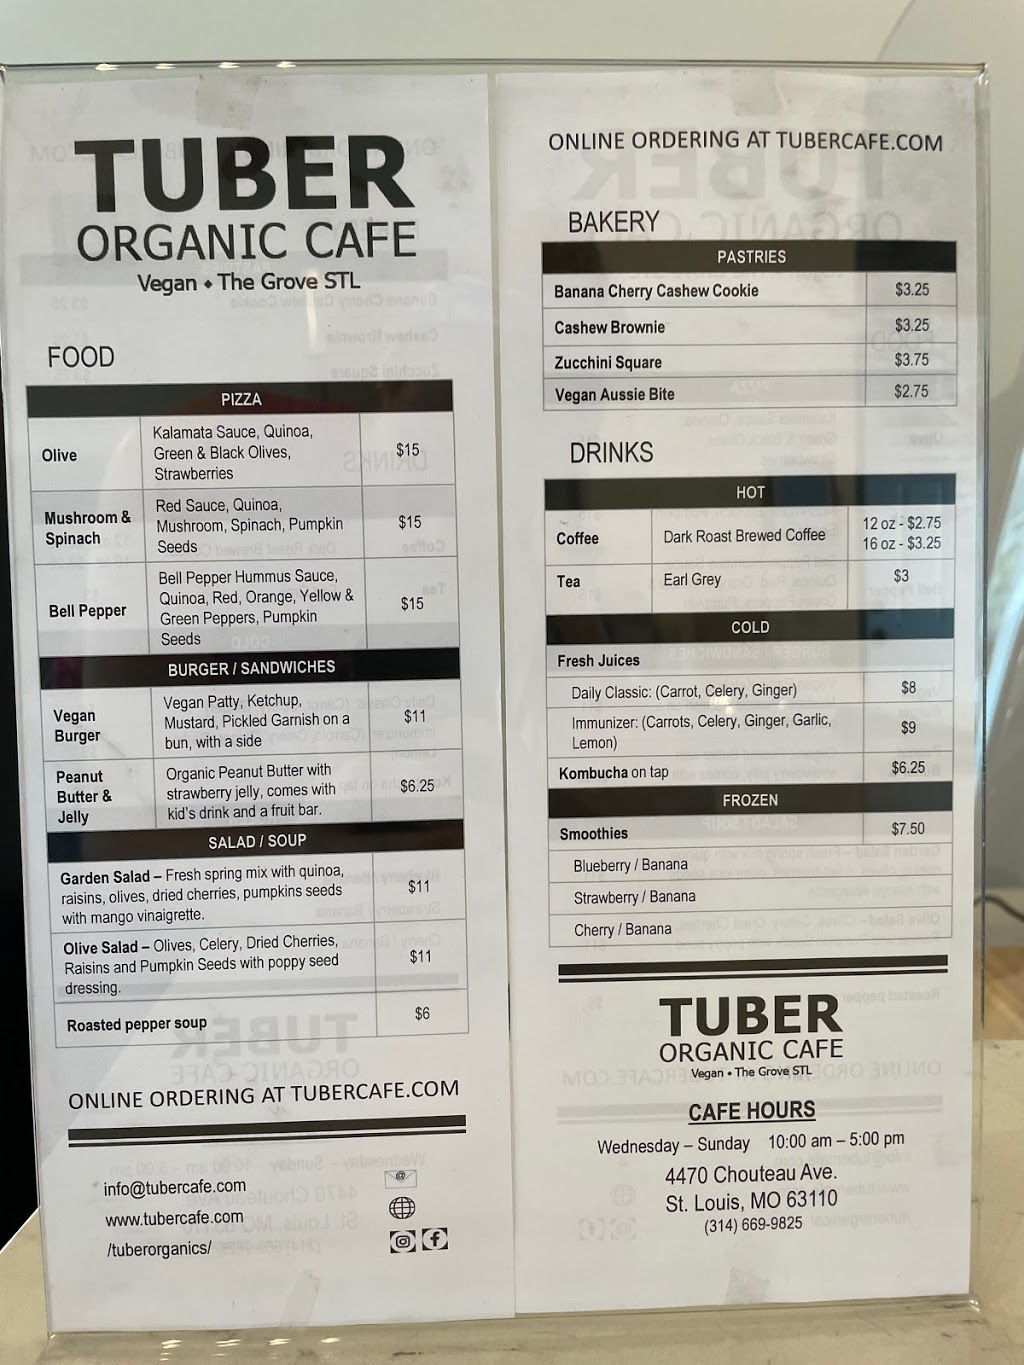 TUBER
ORGANIC CAFE
Vegan • The Grove STL
FOOD
PIZZA
Olive
Kalamata Sauce, Quinoa,
Green & Black Olives,
Strawberries
$15
Mushroom &
Spinach
Red Sauce, Quinoa,
Mushroom, Spinach, Pumpkin
Seeds
$15
Bell Pepper
Bell Pepper Hummus Sauce,
Quinoa, Red, Orange, Yellow &
Green Peppers, Pumpkin
Seeds
$15
BURGER / SANDWICHES
Vegan
Burger
Vegan Patty, Ketchup,
Mustard, Pickled Garnish on a
bun, with a side
$11
Peanut
Butter &
Jelly
Organic Peanut Butter with
strawberry jelly, comes with
kid's drink and a fruit bar.
$6.25
SALAD / SOUP
Garden Salad – Fresh spring mix with quinoa,
raisins, olives, dried cherries, pumpkins seeds
with mango vinaigrette.
$11
Olive Salad – Olives, Celery, Dried Cherries,
Raisins and Pumpkin Seeds with poppy seed
dressing.
$11
Roasted pepper soup
$6
ONLINE ORDERING AT TUBERCAFE.COM
info@tubercafe.com
www.tubercafe.com
/tuberorganics/
ONLINE ORDERING AT TUBERCAFE.COM
BAKERY
PASTRIES
Banana Cherry Cashew Cookie $3.25
Cashew Brownie $3.25
Zucchini Square $3.75
Vegan Aussie Bite $2.75
DRINKS
HOT
Coffee
Dark Roast Brewed Coffee
12 oz - $2.75
16 oz - $3.25
Tea Earl Grey $3
COLD
Fresh Juices
Daily Classic: (Carrot, Celery, Ginger) $8
Immunizer: (Carrots, Celery, Ginger, Garlic,
Lemon)
$9
Kombucha on tap $6.25
FROZEN
Smoothies $7.50
Blueberry / Banana
Strawberry / Banana
Cherry / Banana
TUBER
ORGANIC CAFE
Vegan • The Grove STL
CAFE HOURS
Wednesday – Sunday 10:00 am – 5:00 pm
4470 Chouteau Ave.
St. Louis, MO 63110
(314) 669-9825